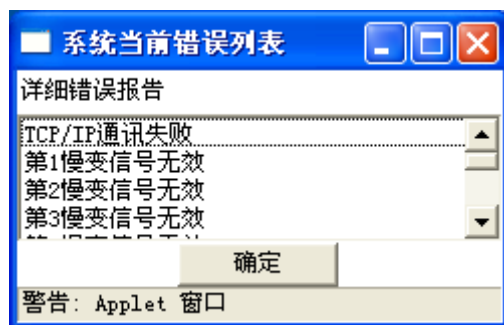 系统当前错误列表
详细错误报告
TCP/IP通讯失败
第1慢变信号无效
第2慢变信号无效
第3慢变信号无效
确定
警告: Applet 窗口